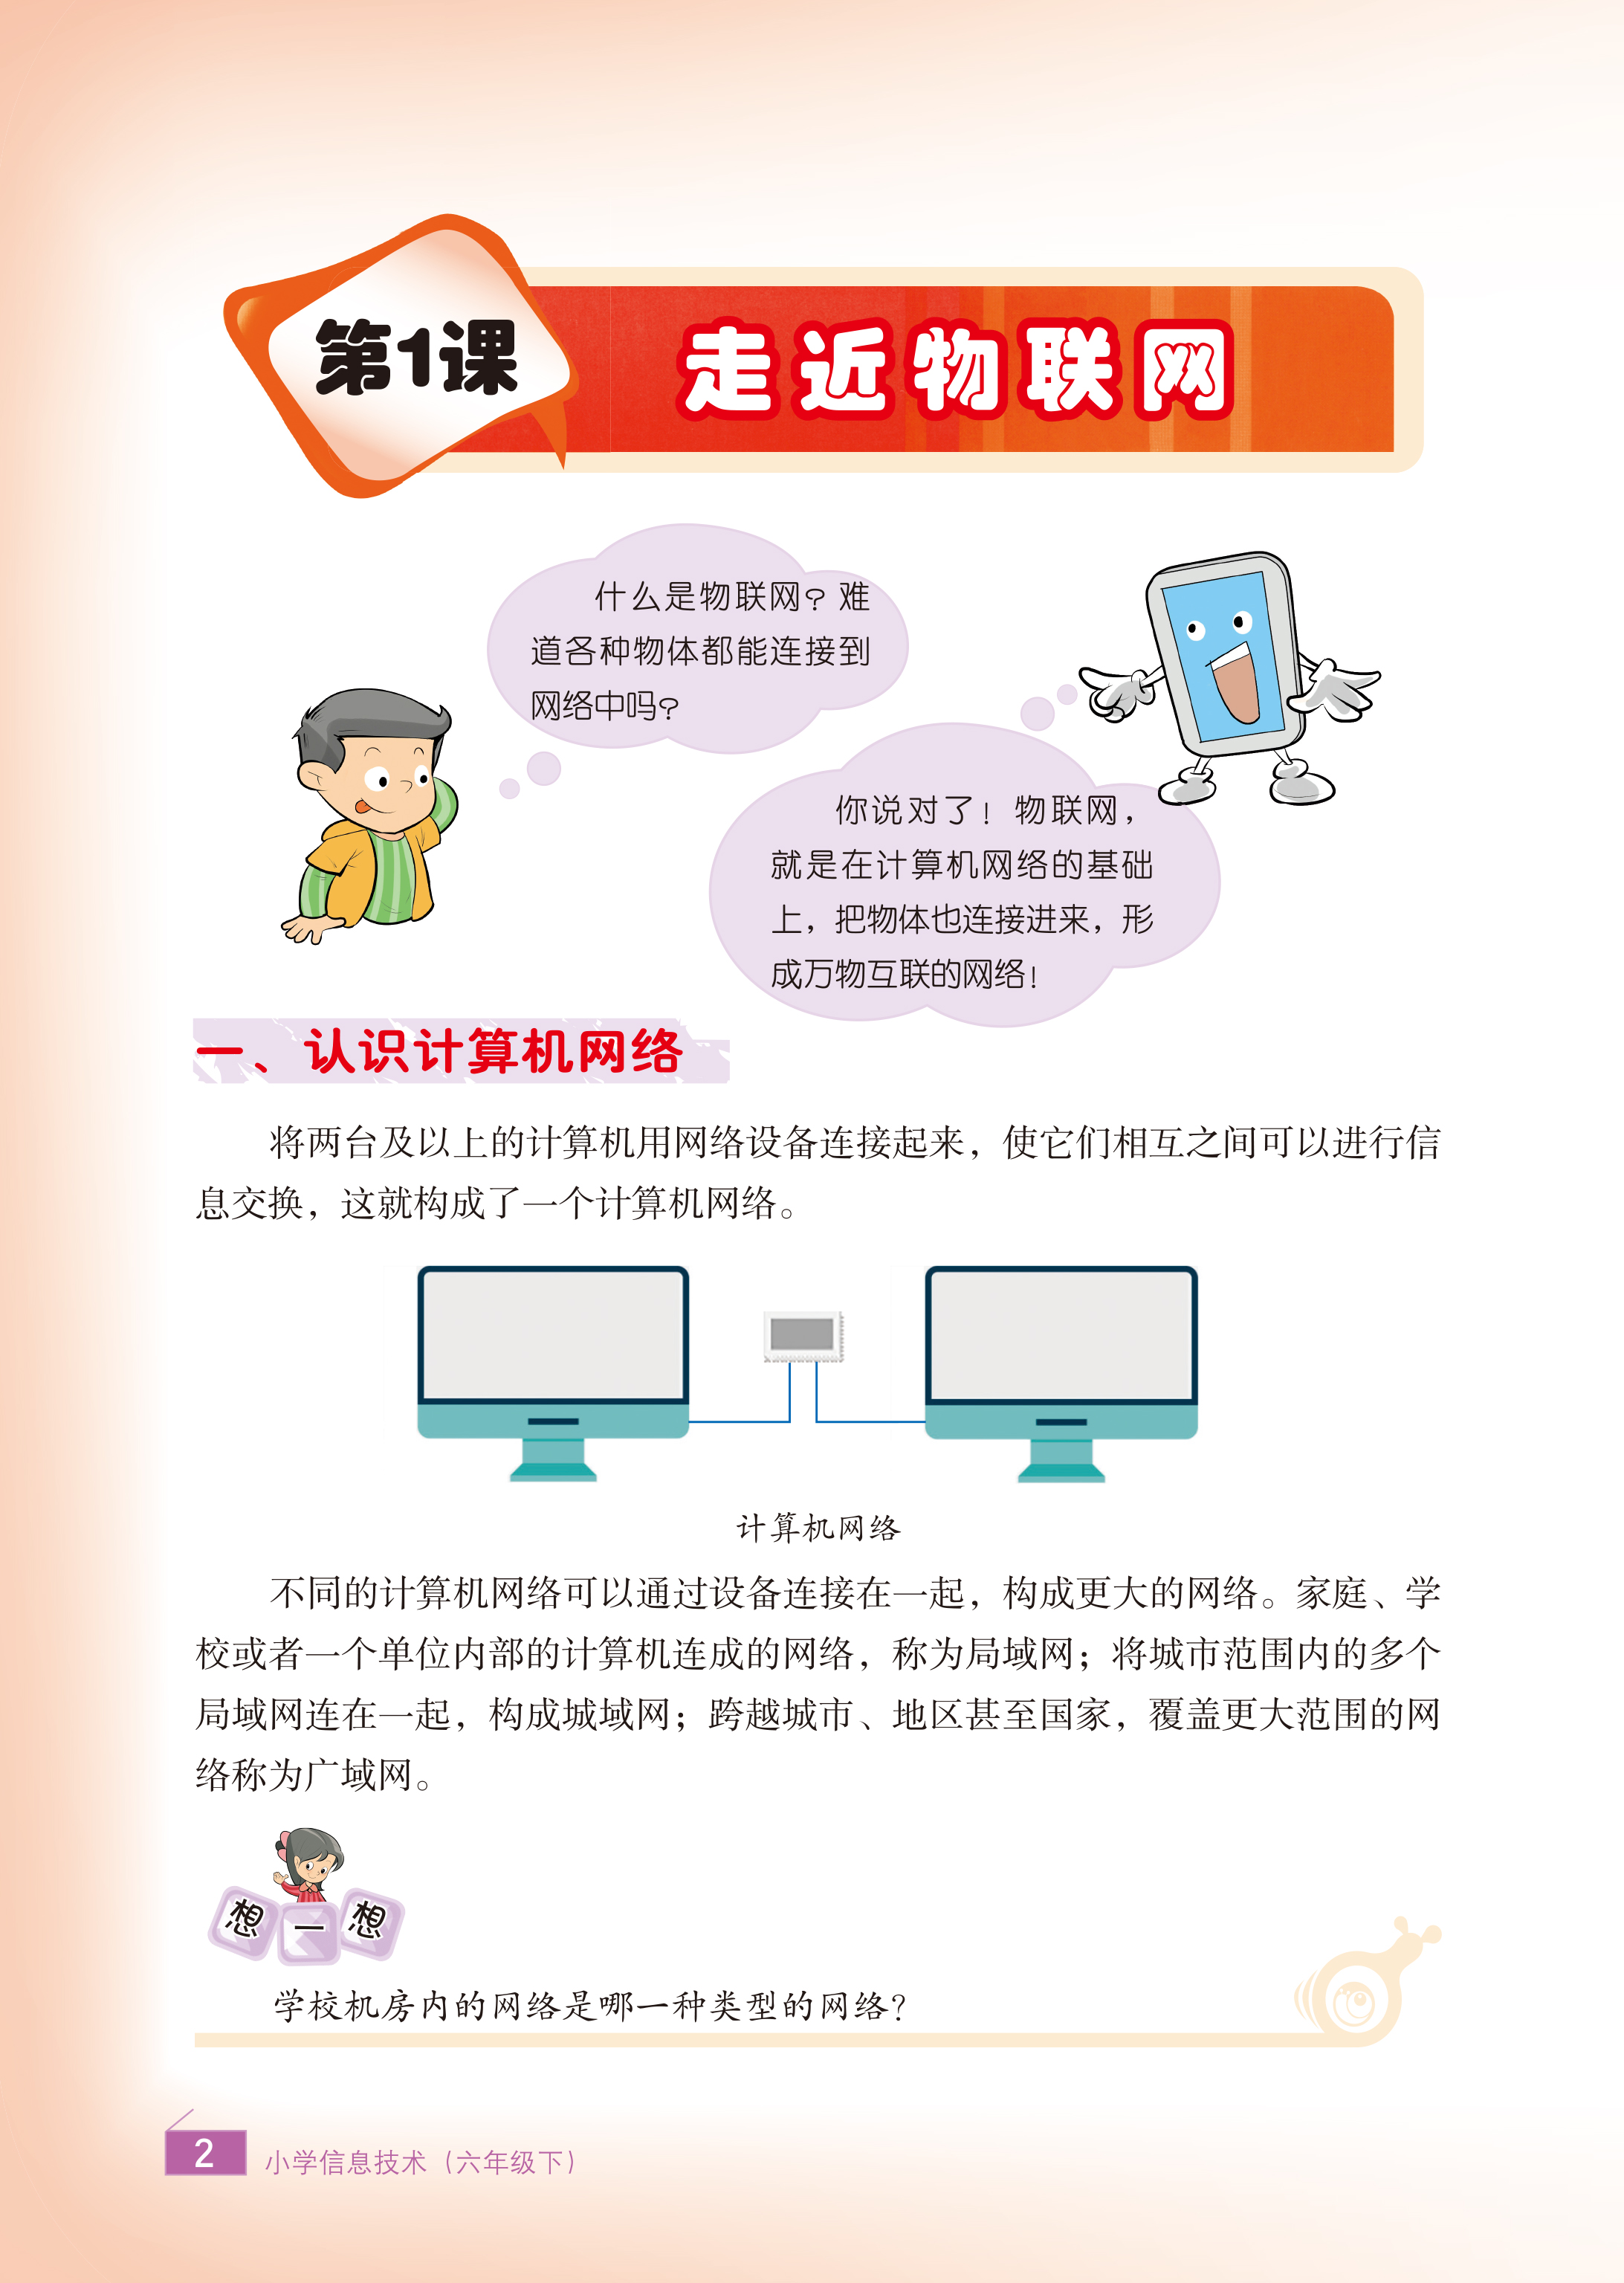 第1课
走近物联网
什么是物联网?难
道各种物体都能连接到
网络中吗?
你说对了!物联网,
就是在计算机网络的基础
上,把物体也连接进来,形
成万物互联的网络!
一、认识计算机网络
将两台及以上的计算机用网络设备连接起来,使它们相互之间可以进行信
息交换,这就构成了一个计算机网络。
计算机网络
不同的计算机网络可以通过设备连接在一起,构成更大的网络。家庭、学
校或者一个单位内部的计算机连成的网络,称为局域网;将城市范围内的多个
局域网连在一起,构成城域网;跨越城市、地区甚至国家,覆盖更大范围的网
络称为广域网。
想一想
学校机房内的网络是哪一种类型的网络?
2 小学信息技术(六年级下)